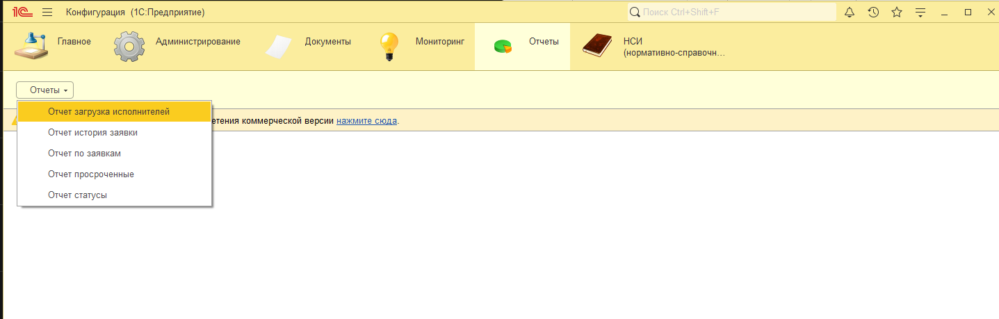 1С Конфигурация (1С:Предприятие) Поиск Ctrl+Shift+F
Главное Администрирование Документы Мониторинг Отчеты НСИ
(нормативно-справочн...
Отчеты
Отчет загрузка исполнителей
етения коммерческой версии нажмите сюда.
Отчет история заявки
Отчет по заявкам
Отчет просроченные
Отчет статусы